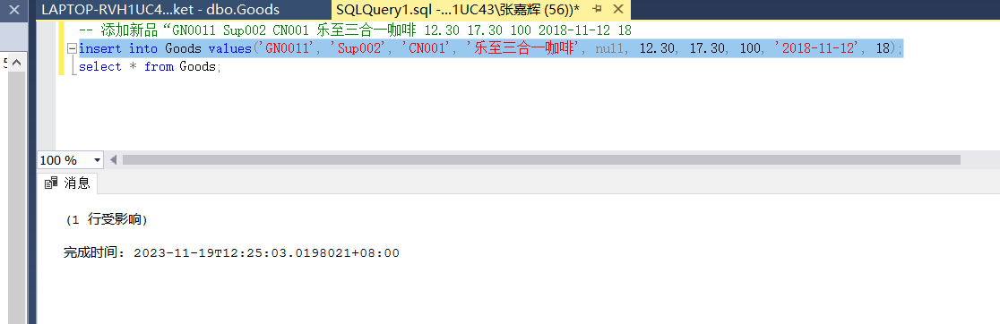 LAPTOP-RVH1UC4...ket - dbo.Goods
SQLQuery1.sql -...1UC43\张嘉辉 (56))*
-- 添加新品“GN0011 Sup002 CN001 乐至三合一咖啡 12.30 17.30 100 2018-11-12 18
insert into Goods values('GN0011', 'Sup002', 'CN001', '乐至三合一咖啡', null, 12.30, 17.30, 100, '2018-11-12', 18);
select * from Goods;
100 %
消息
(1 行受影响)
完成时间: 2023-11-19T12:25:03.0198021+08:00